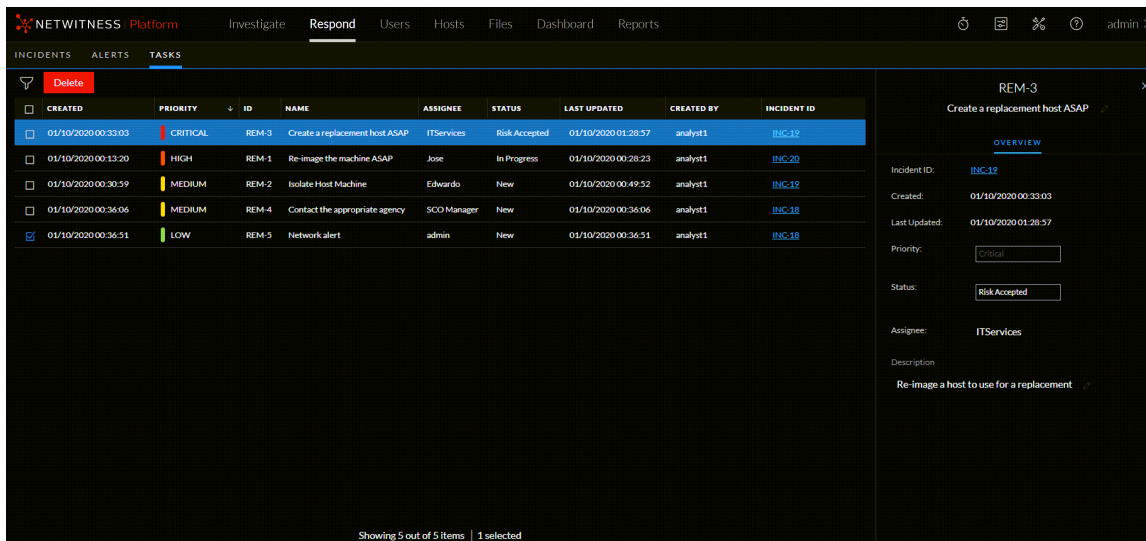 NETWITNESS Platform Investigate Respond Users Hosts Files Dashboard Reports admin
INCIDENTS ALERTS TASKS
Delete
CREATED PRIORITY ID NAME ASSIGNEE STATUS LAST UPDATED CREATED BY INCIDENT ID
01/10/2020 00:33:03 CRITICAL REM-3 Create a replacement host ASAP ITServices Risk Accepted 01/10/2020 01:28:57 analyst1 INC-19
01/10/2020 00:13:20 HIGH REM-1 Re-image the machine ASAP Jose In Progress 01/10/2020 00:28:23 analyst1 INC-20
01/10/2020 00:30:59 MEDIUM REM-2 Isolate Host Machine Edwardo New 01/10/2020 00:49:52 analyst1 INC-19
01/10/2020 00:36:06 MEDIUM REM-4 Contact the appropriate agency SCO Manager New 01/10/2020 00:36:06 analyst1 INC-18
01/10/2020 00:36:51 LOW REM-5 Network alert admin New 01/10/2020 00:36:51 analyst1 INC-18
Showing 5 out of 5 items | 1 selected
REM-3
Create a replacement host ASAP
OVERVIEW
Incident ID: INC-19
Created: 01/10/2020 00:33:03
Last Updated: 01/10/2020 01:28:57
Priority: Critical
Status: Risk Accepted
Assignee: ITServices
Description
Re-image a host to use for a replacement